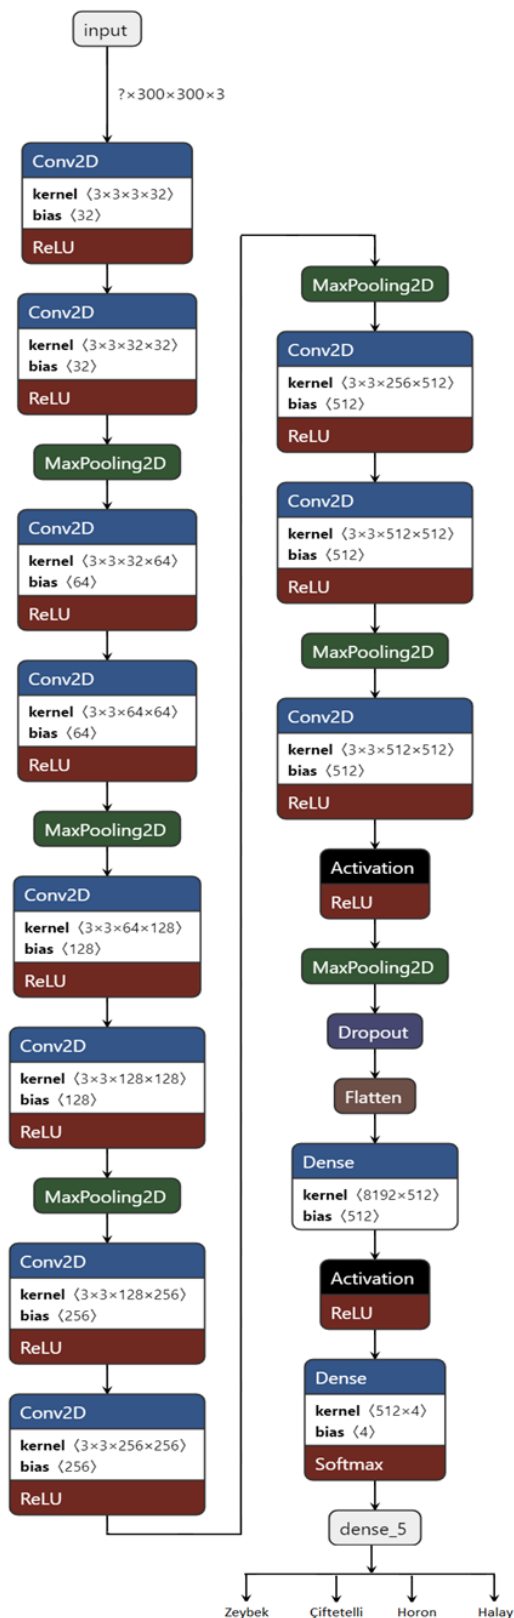 input
?×300×300×3
Conv2D
kernel ⟨3×3×3×32⟩
bias ⟨32⟩
ReLU
Conv2D
kernel ⟨3×3×32×32⟩
bias ⟨32⟩
ReLU
MaxPooling2D
Conv2D
kernel ⟨3×3×32×64⟩
bias ⟨64⟩
ReLU
Conv2D
kernel ⟨3×3×64×64⟩
bias ⟨64⟩
ReLU
MaxPooling2D
Conv2D
kernel ⟨3×3×64×128⟩
bias ⟨128⟩
ReLU
Conv2D
kernel ⟨3×3×128×128⟩
bias ⟨128⟩
ReLU
MaxPooling2D
Conv2D
kernel ⟨3×3×128×256⟩
bias ⟨256⟩
ReLU
Conv2D
kernel ⟨3×3×256×256⟩
bias ⟨256⟩
ReLU
MaxPooling2D
Conv2D
kernel ⟨3×3×256×512⟩
bias ⟨512⟩
ReLU
Conv2D
kernel ⟨3×3×512×512⟩
bias ⟨512⟩
ReLU
MaxPooling2D
Conv2D
kernel ⟨3×3×512×512⟩
bias ⟨512⟩
ReLU
Activation
ReLU
MaxPooling2D
Dropout
Flatten
Dense
kernel ⟨8192×512⟩
bias ⟨512⟩
Activation
ReLU
Dense
kernel ⟨512×4⟩
bias ⟨4⟩
Softmax
dense_5
Zeybek Çiftetelli Horon Halay